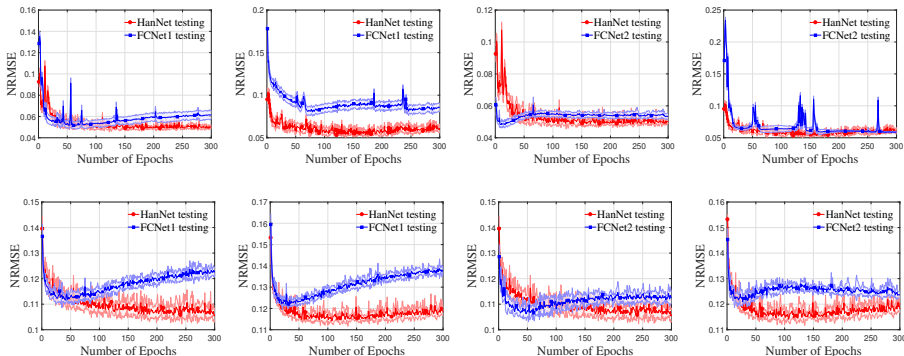 HanNet testing
FCNet1 testing
NRMSE
0.16
0.14
0.12
0.1
0.08
0.06
0.04
0 50 100 150 200 250 300
Number of Epochs
HanNet testing
FCNet1 testing
NRMSE
0.2
0.15
0.1
0.05
0 50 100 150 200 250 300
Number of Epochs
HanNet testing
FCNet2 testing
NRMSE
0.12
0.1
0.08
0.06
0.04
0 50 100 150 200 250 300
Number of Epochs
HanNet testing
FCNet2 testing
NRMSE
0.25
0.2
0.15
0.1
0.05
0 50 100 150 200 250 300
Number of Epochs
HanNet testing
FCNet1 testing
NRMSE
0.15
0.14
0.13
0.12
0.11
0.1
0 50 100 150 200 250 300
Number of Epochs
HanNet testing
FCNet1 testing
NRMSE
0.17
0.16
0.15
0.14
0.13
0.12
0.11
0 50 100 150 200 250 300
Number of Epochs
HanNet testing
FCNet2 testing
NRMSE
0.15
0.14
0.13
0.12
0.11
0.1
0 50 100 150 200 250 300
Number of Epochs
HanNet testing
FCNet2 testing
NRMSE
0.16
0.15
0.14
0.13
0.12
0.11
0 50 100 150 200 250 300
Number of Epochs